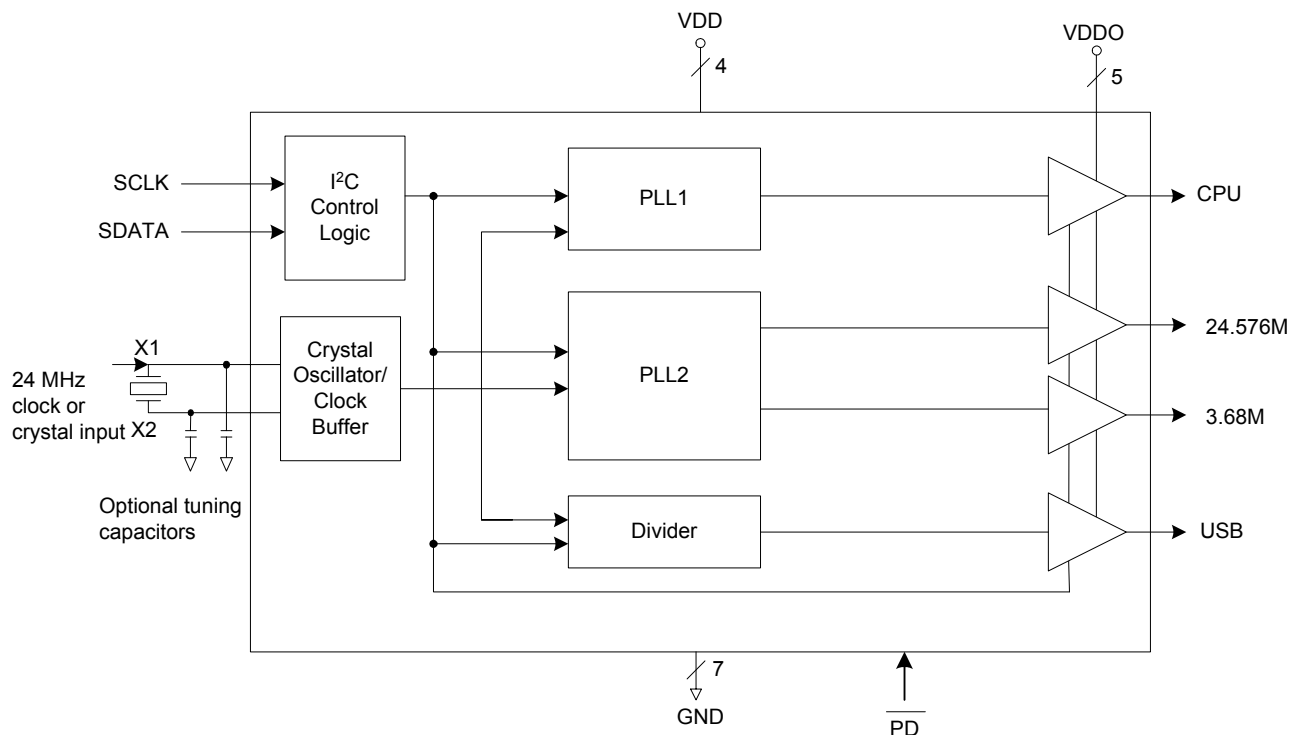 VDD
4
VDDO
5
SCLK
SDATA
I²C
Control
Logic
PLL1
CPU
X1
24 MHz
clock or
crystal input
X2
Crystal
Oscillator/
Clock
Buffer
PLL2
24.576M
3.68M
Optional tuning
capacitors
Divider
USB
7
GND
PD